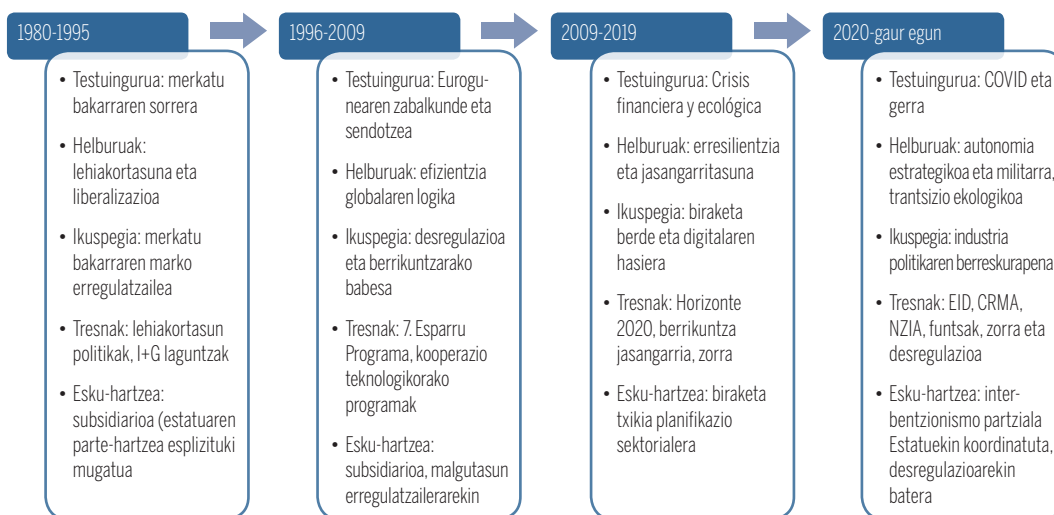 1980-1995
• Testuingurua: merkatu
bakarraren sorrera
• Helburuak:
lehiakortasuna eta
liberalizazioa
• Ikuspegia: merkatu
bakarraren marko
erregulatzailea
• Tresnak: lehiakortasun
politikak, I+G laguntzak
• Esku-hartzea:
subsidiarioa (estatuaren
parte-hartzea esplizituki
mugatua
1996-2009
• Testuingurua: Eurogu-
nearen zabalkunde eta
sendotzea
• Helburuak: efizientzia
globalaren logika
• Ikuspegia: desregulazioa
eta berrikuntzarako
babesa
• Tresnak: 7. Esparru
Programa, kooperazio
teknologikorako
programak
• Esku-hartzea:
subsidiarioa, malgutasun
erregulatzailerarekin
2009-2019
• Testuingurua: Crisis
financiera y ecológica
• Helburuak: erresilientzia
eta jasangarritasuna
• Ikuspegia: biraketa
berde eta digitalaren
hasiera
• Tresnak: Horizonte
2020, berrikuntza
jasangarria, zorra
• Esku-hartzea: biraketa
txikia planifikazio
sektorialera
2020-gaur egun
• Testuingurua: COVID eta
gerra
• Helburuak: autonomia
estrategikoa eta militarra,
trantsizio ekologikoa
• Ikuspegia: industria
politikaren berreskurapena
• Tresnak: EID, CRMA,
NZIA, funtsak, zorra eta
desregulazioa
• Esku-hartzea: inter-
bentzionismo partziala
Estatuekin koordinatuta,
desregulazioarekin
batera